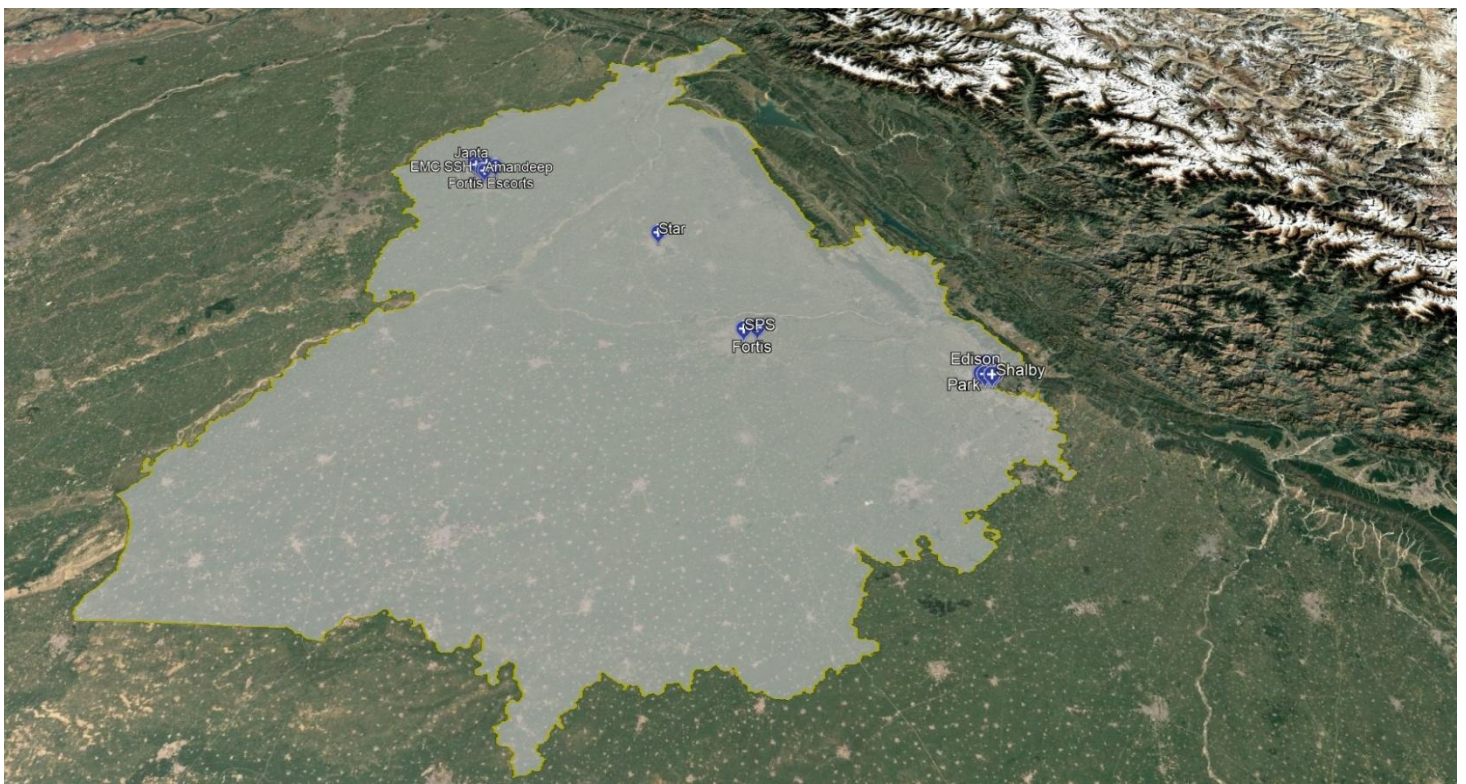 Janta
EMC SSH Amandeep
Fortis Escorts
Star
SPS
Fortis
Edison
Shalby
Park